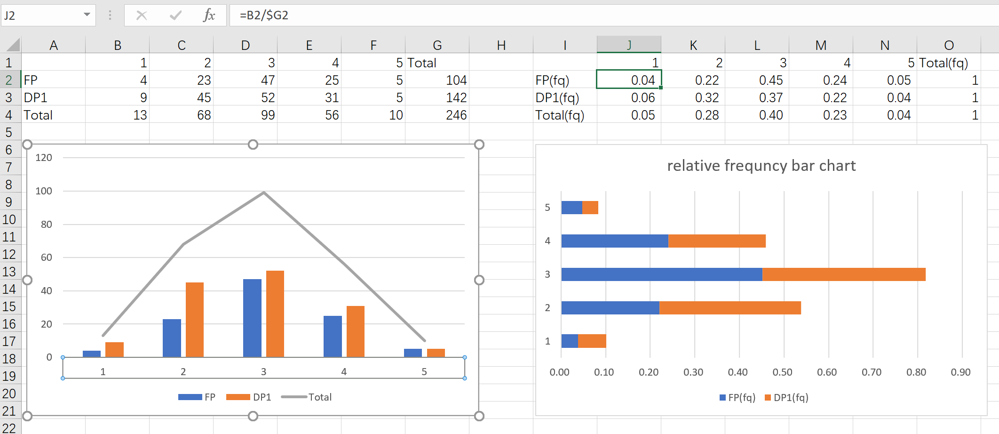 J2 fx =B2/$G2
A B C D E F G H I J K L M N O
1 1 2 3 4 5 Total 1 2 3 4 5 Total(fq)
2 FP 4 23 47 25 5 104 FP(fq) 0.04 0.22 0.45 0.24 0.05 1
3 DP1 9 45 52 31 5 142 DP1(fq) 0.06 0.32 0.37 0.22 0.04 1
4 Total 13 68 99 56 10 246 Total(fq) 0.05 0.28 0.40 0.23 0.04 1
5
6
7
8
9
10
11
12
13
14
15
16
17
18
19
20
21
22
120
100
80
60
40
20
0
1 2 3 4 5
FP DP1 Total
relative frequncy bar chart
5
4
3
2
1
0.00 0.10 0.20 0.30 0.40 0.50 0.60 0.70 0.80 0.90
FP(fq) DP1(fq)